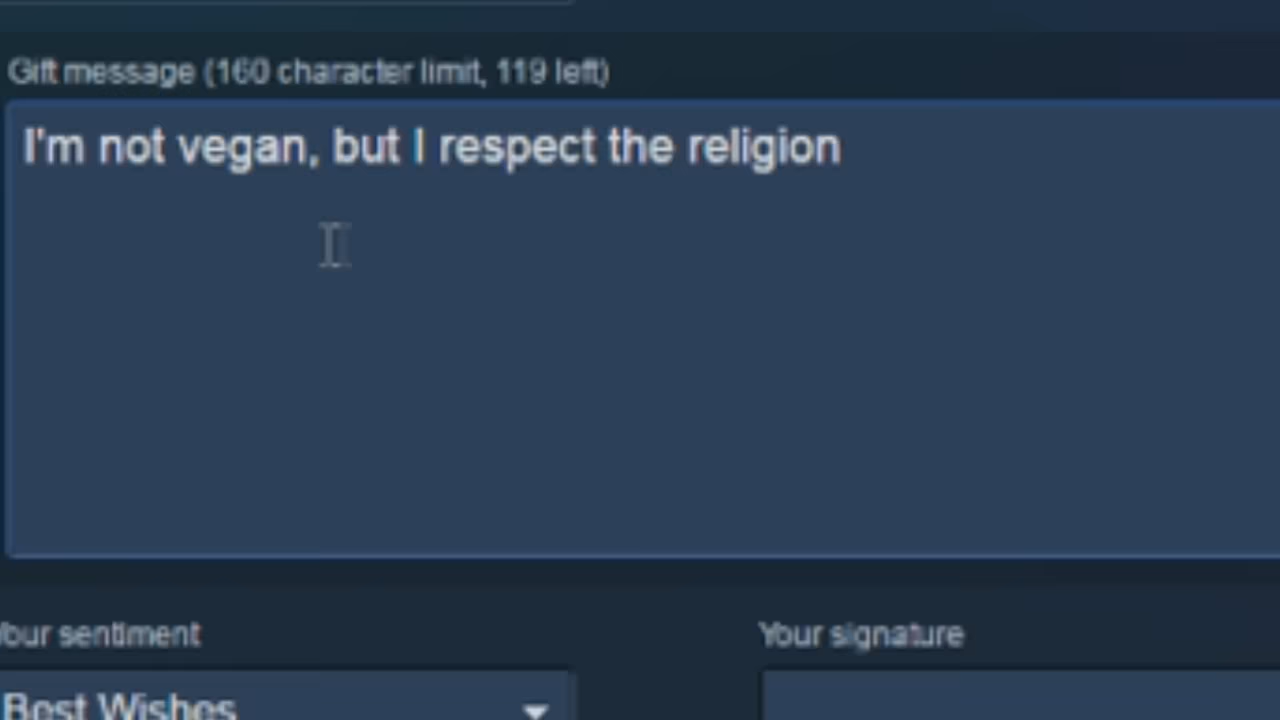 Gift message (160 character limit, 119 left)
I'm not vegan, but I respect the religion
Your sentiment
Your signature
Best Wishes